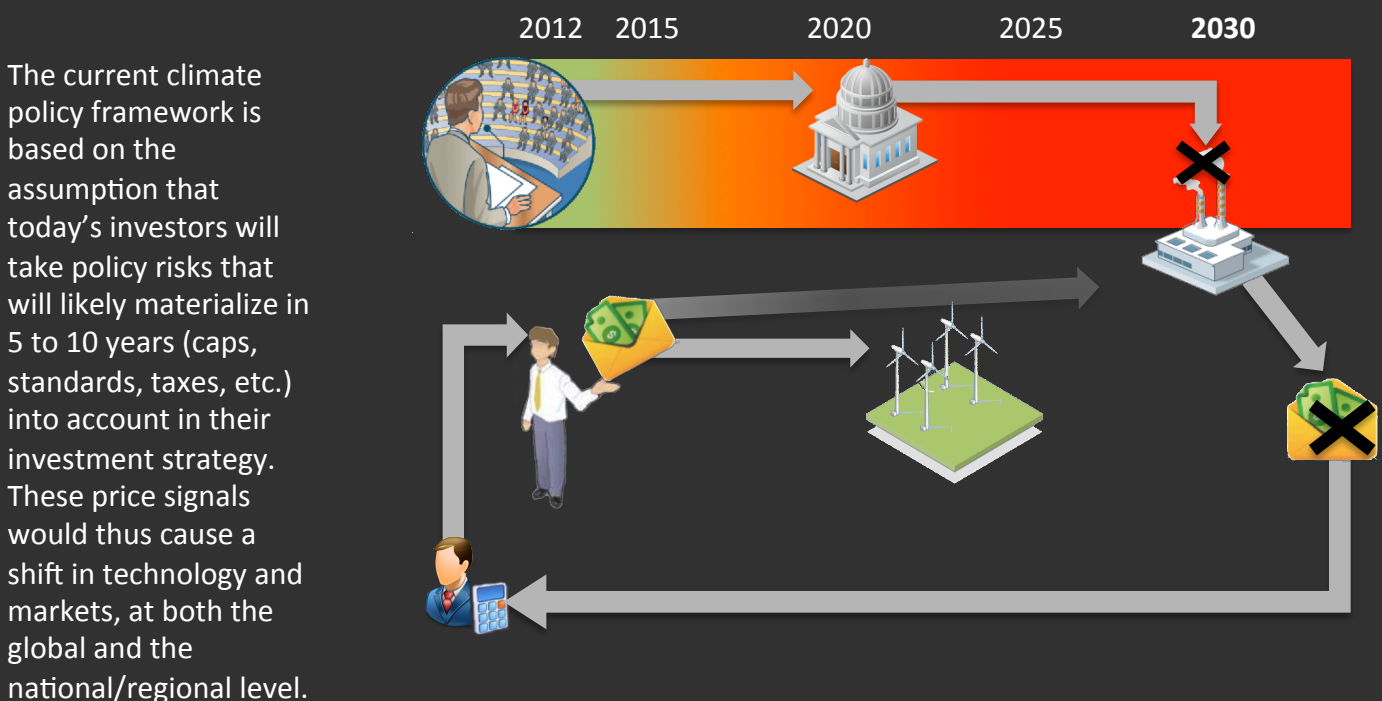 2012 2015 2020 2025 2030
The current climate
policy framework is
based on the
assumption that
today's investors will
take policy risks that
will likely materialize in
5 to 10 years (caps,
standards, taxes, etc.)
into account in their
investment strategy.
These price signals
would thus cause a
shift in technology and
markets, at both the
global and the
national/regional level.